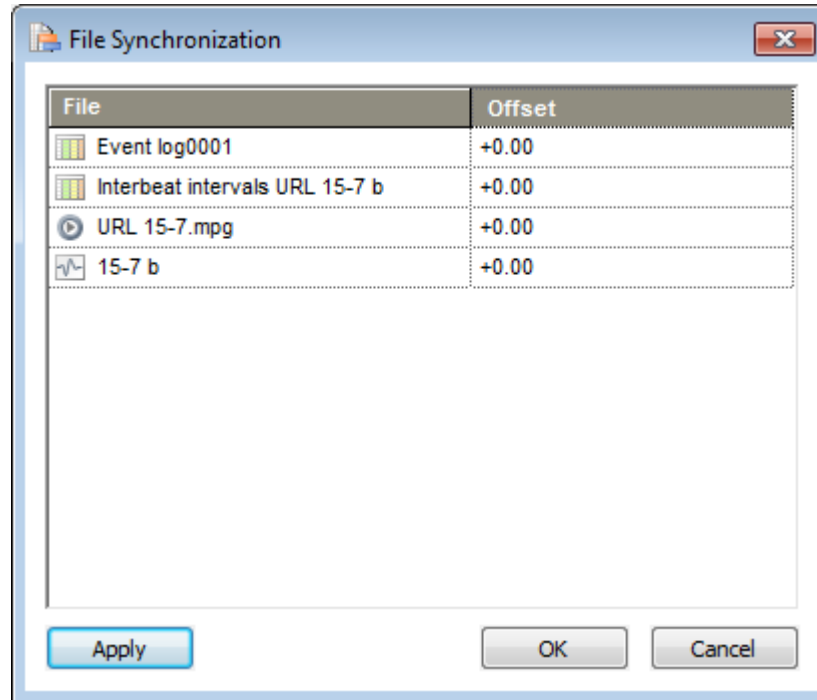 File Synchronization
File Offset
Event log0001 +0.00
Interbeat intervals URL 15-7 b +0.00
URL 15-7.mpg +0.00
15-7 b +0.00
Apply OK Cancel